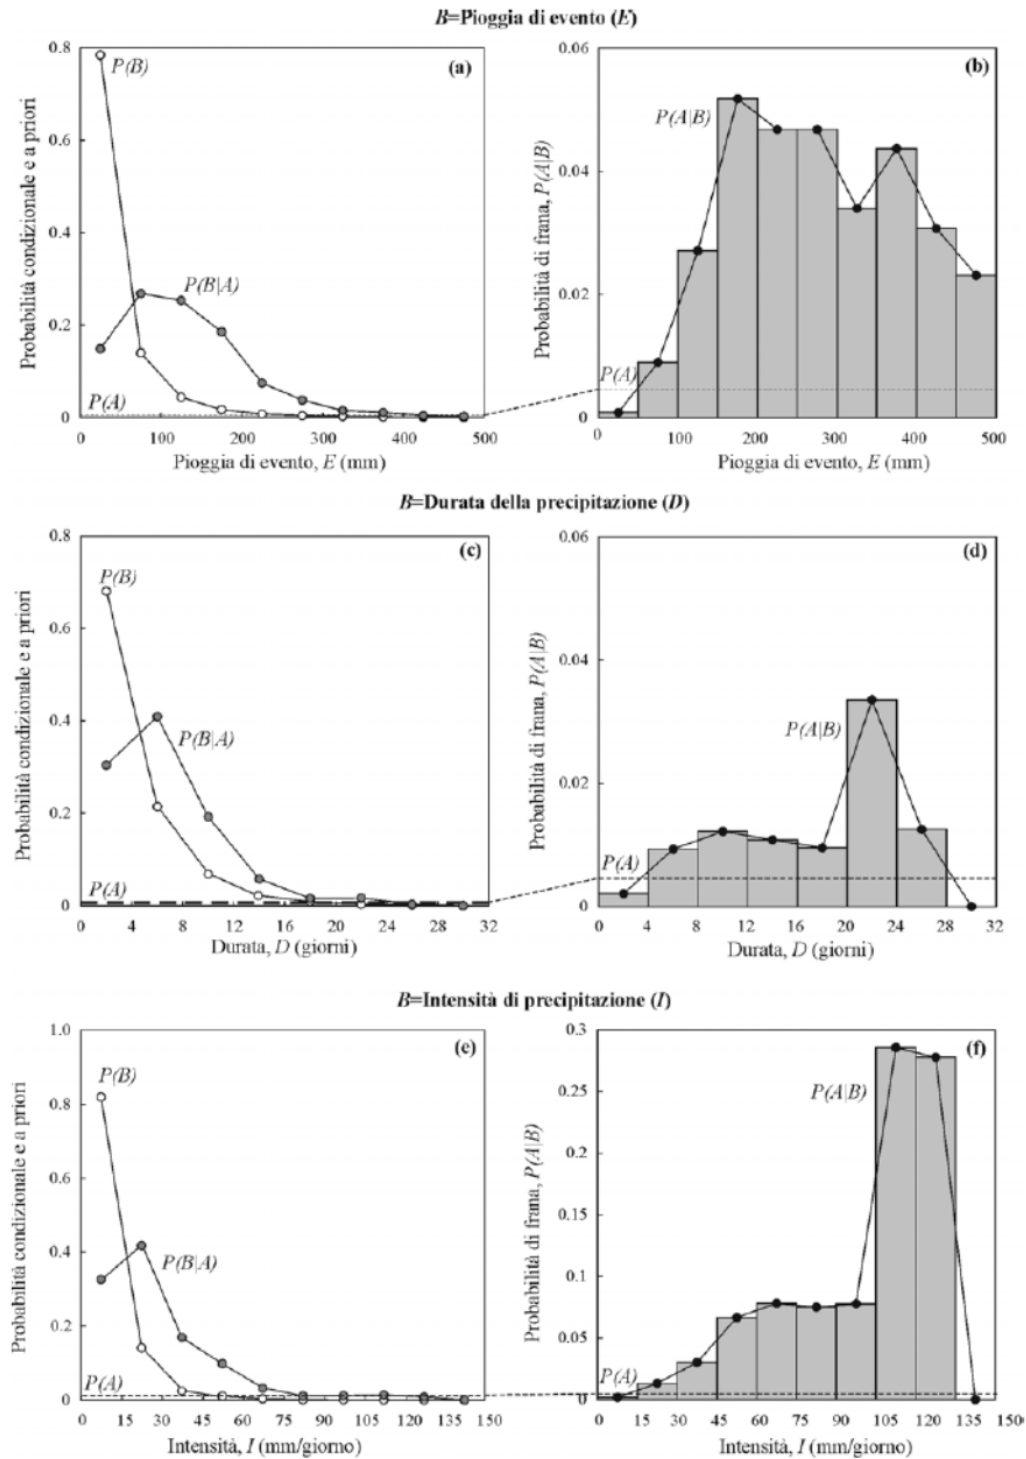 B=Pioggia di evento (E)
0.8
0.6
0.4
0.2
0
Probabilità condizionale e a priori
P(B)
(a)
P(B|A)
P(A)
0 100 200 300 400 500
Pioggia di evento, E (mm)
0.06
0.04
0.02
0
Probabilità di frana, P(A|B)
(b)
P(A|B)
P(A)
0 100 200 300 400 500
Pioggia di evento, E (mm)
B=Durata della precipitazione (D)
0.8
0.6
0.4
0.2
0
Probabilità condizionale e a priori
(c)
P(B)
P(B|A)
P(A)
0 4 8 12 16 20 24 28 32
Durata, D (giorni)
0.06
0.04
0.02
0
Probabilità di frana, P(A|B)
(d)
P(A|B)
P(A)
0 4 8 12 16 20 24 28 32
Durata, D (giorni)
B=Intensità di precipitazione (I)
1.0
0.8
0.6
0.4
0.2
0
Probabilità condizionale e a priori
(e)
P(B)
P(B|A)
P(A)
0 15 30 45 60 75 90 105 120 135 150
Intensità, I (mm/giorno)
0.3
0.25
0.2
0.15
0.1
0.05
0
Probabilità di frana, P(A|B)
(f)
P(A|B)
P(A)
0 15 30 45 60 75 90 105 120 135 150
Intensità, I (mm/giorno)